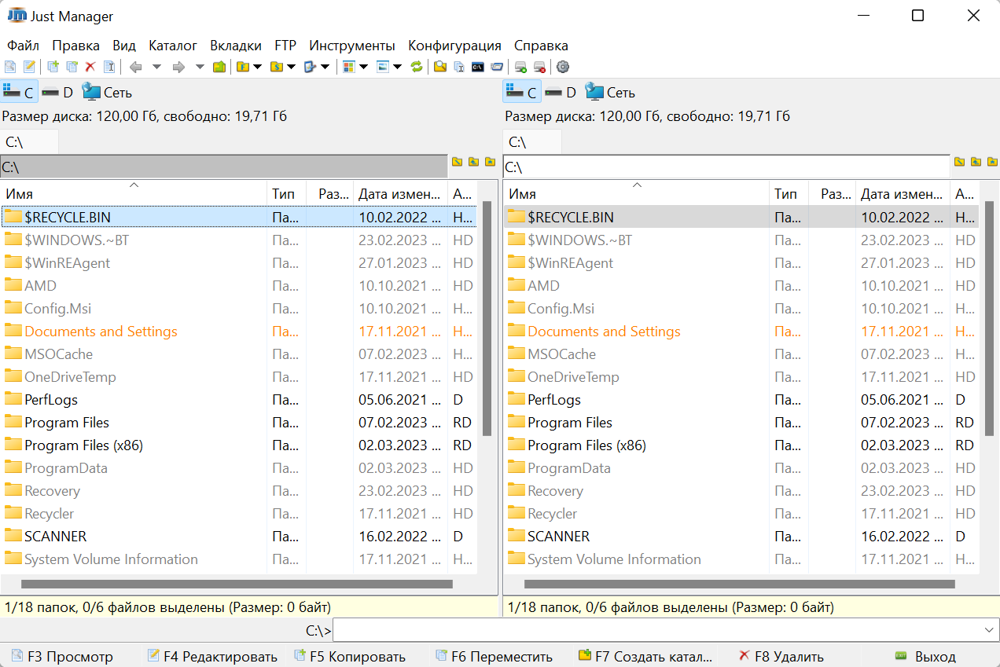 Just Manager
Файл Правка Вид Каталог Вкладки FTP Инструменты Конфигурация Справка
C D Сеть
Размер диска: 120,00 Гб, свободно: 19,71 Гб
C:\
C:\
Имя Тип Раз... Дата измен... А...
$RECYCLE.BIN Па... 10.02.2022 ... H...
$WINDOWS.~BT Па... 23.02.2023 ... HD
$WinREAgent Па... 27.01.2023 ... HD
AMD Па... 10.10.2021 ... HD
Config.Msi Па... 10.10.2021 ... H...
Documents and Settings Па... 17.11.2021 ... H...
MSOCache Па... 07.02.2023 ... H...
OneDriveTemp Па... 17.11.2021 ... HD
PerfLogs Па... 05.06.2021 ... D
Program Files Па... 07.02.2023 ... RD
Program Files (x86) Па... 02.03.2023 ... RD
ProgramData Па... 02.03.2023 ... HD
Recovery Па... 23.02.2023 ... HD
Recycler Па... 17.11.2021 ... HD
SCANNER Па... 16.02.2022 ... D
System Volume Information Па... 17.11.2021 ... H...
1/18 папок, 0/6 файлов выделены (Размер: 0 байт)
C D Сеть
Размер диска: 120,00 Гб, свободно: 19,71 Гб
C:\
C:\
Имя Тип Раз... Дата измен... А...
$RECYCLE.BIN Па... 10.02.2022 ... H...
$WINDOWS.~BT Па... 23.02.2023 ... HD
$WinREAgent Па... 27.01.2023 ... HD
AMD Па... 10.10.2021 ... HD
Config.Msi Па... 10.10.2021 ... H...
Documents and Settings Па... 17.11.2021 ... H...
MSOCache Па... 07.02.2023 ... H...
OneDriveTemp Па... 17.11.2021 ... HD
PerfLogs Па... 05.06.2021 ... D
Program Files Па... 07.02.2023 ... RD
Program Files (x86) Па... 02.03.2023 ... RD
ProgramData Па... 02.03.2023 ... HD
Recovery Па... 23.02.2023 ... HD
Recycler Па... 17.11.2021 ... HD
SCANNER Па... 16.02.2022 ... D
System Volume Information Па... 17.11.2021 ... H...
1/18 папок, 0/6 файлов выделены (Размер: 0 байт)
C:\>
F3 Просмотр F4 Редактировать F5 Копировать F6 Переместить F7 Создать катал... F8 Удалить Выход